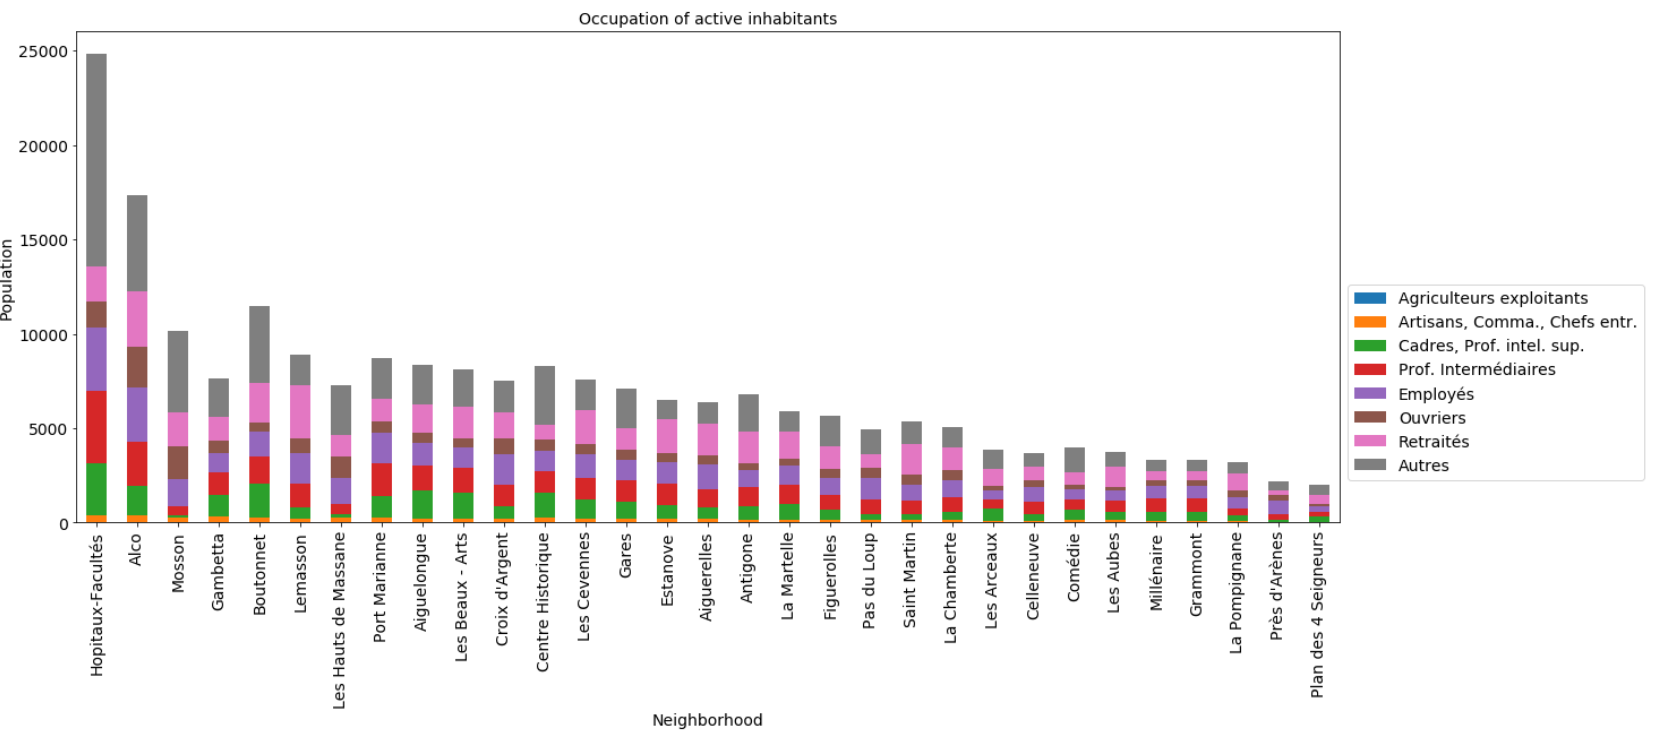 Occupation of active inhabitants
25000
20000
15000
10000
5000
0
Population
Hopitaux-Facultés
Alco
Mosson
Gambetta
Boutonnet
Lemasson
Les Hauts de Massane
Port Marianne
Aiguelongue
Les Beaux - Arts
Croix d'Argent
Centre Historique
Les Cevennes
Gares
Estanove
Aiguerelles
Antigone
La Martelle
Figuerolles
Pas du Loup
Saint Martin
La Chamberte
Les Arceaux
Celleneuve
Comédie
Les Aubes
Millénaire
Grammont
La Pompignane
Près d'Arènes
Plan des 4 Seigneurs
Neighborhood
Agriculteurs exploitants
Artisans, Comma., Chefs entr.
Cadres, Prof. intel. sup.
Prof. Intermédiaires
Employés
Ouvriers
Retraités
Autres